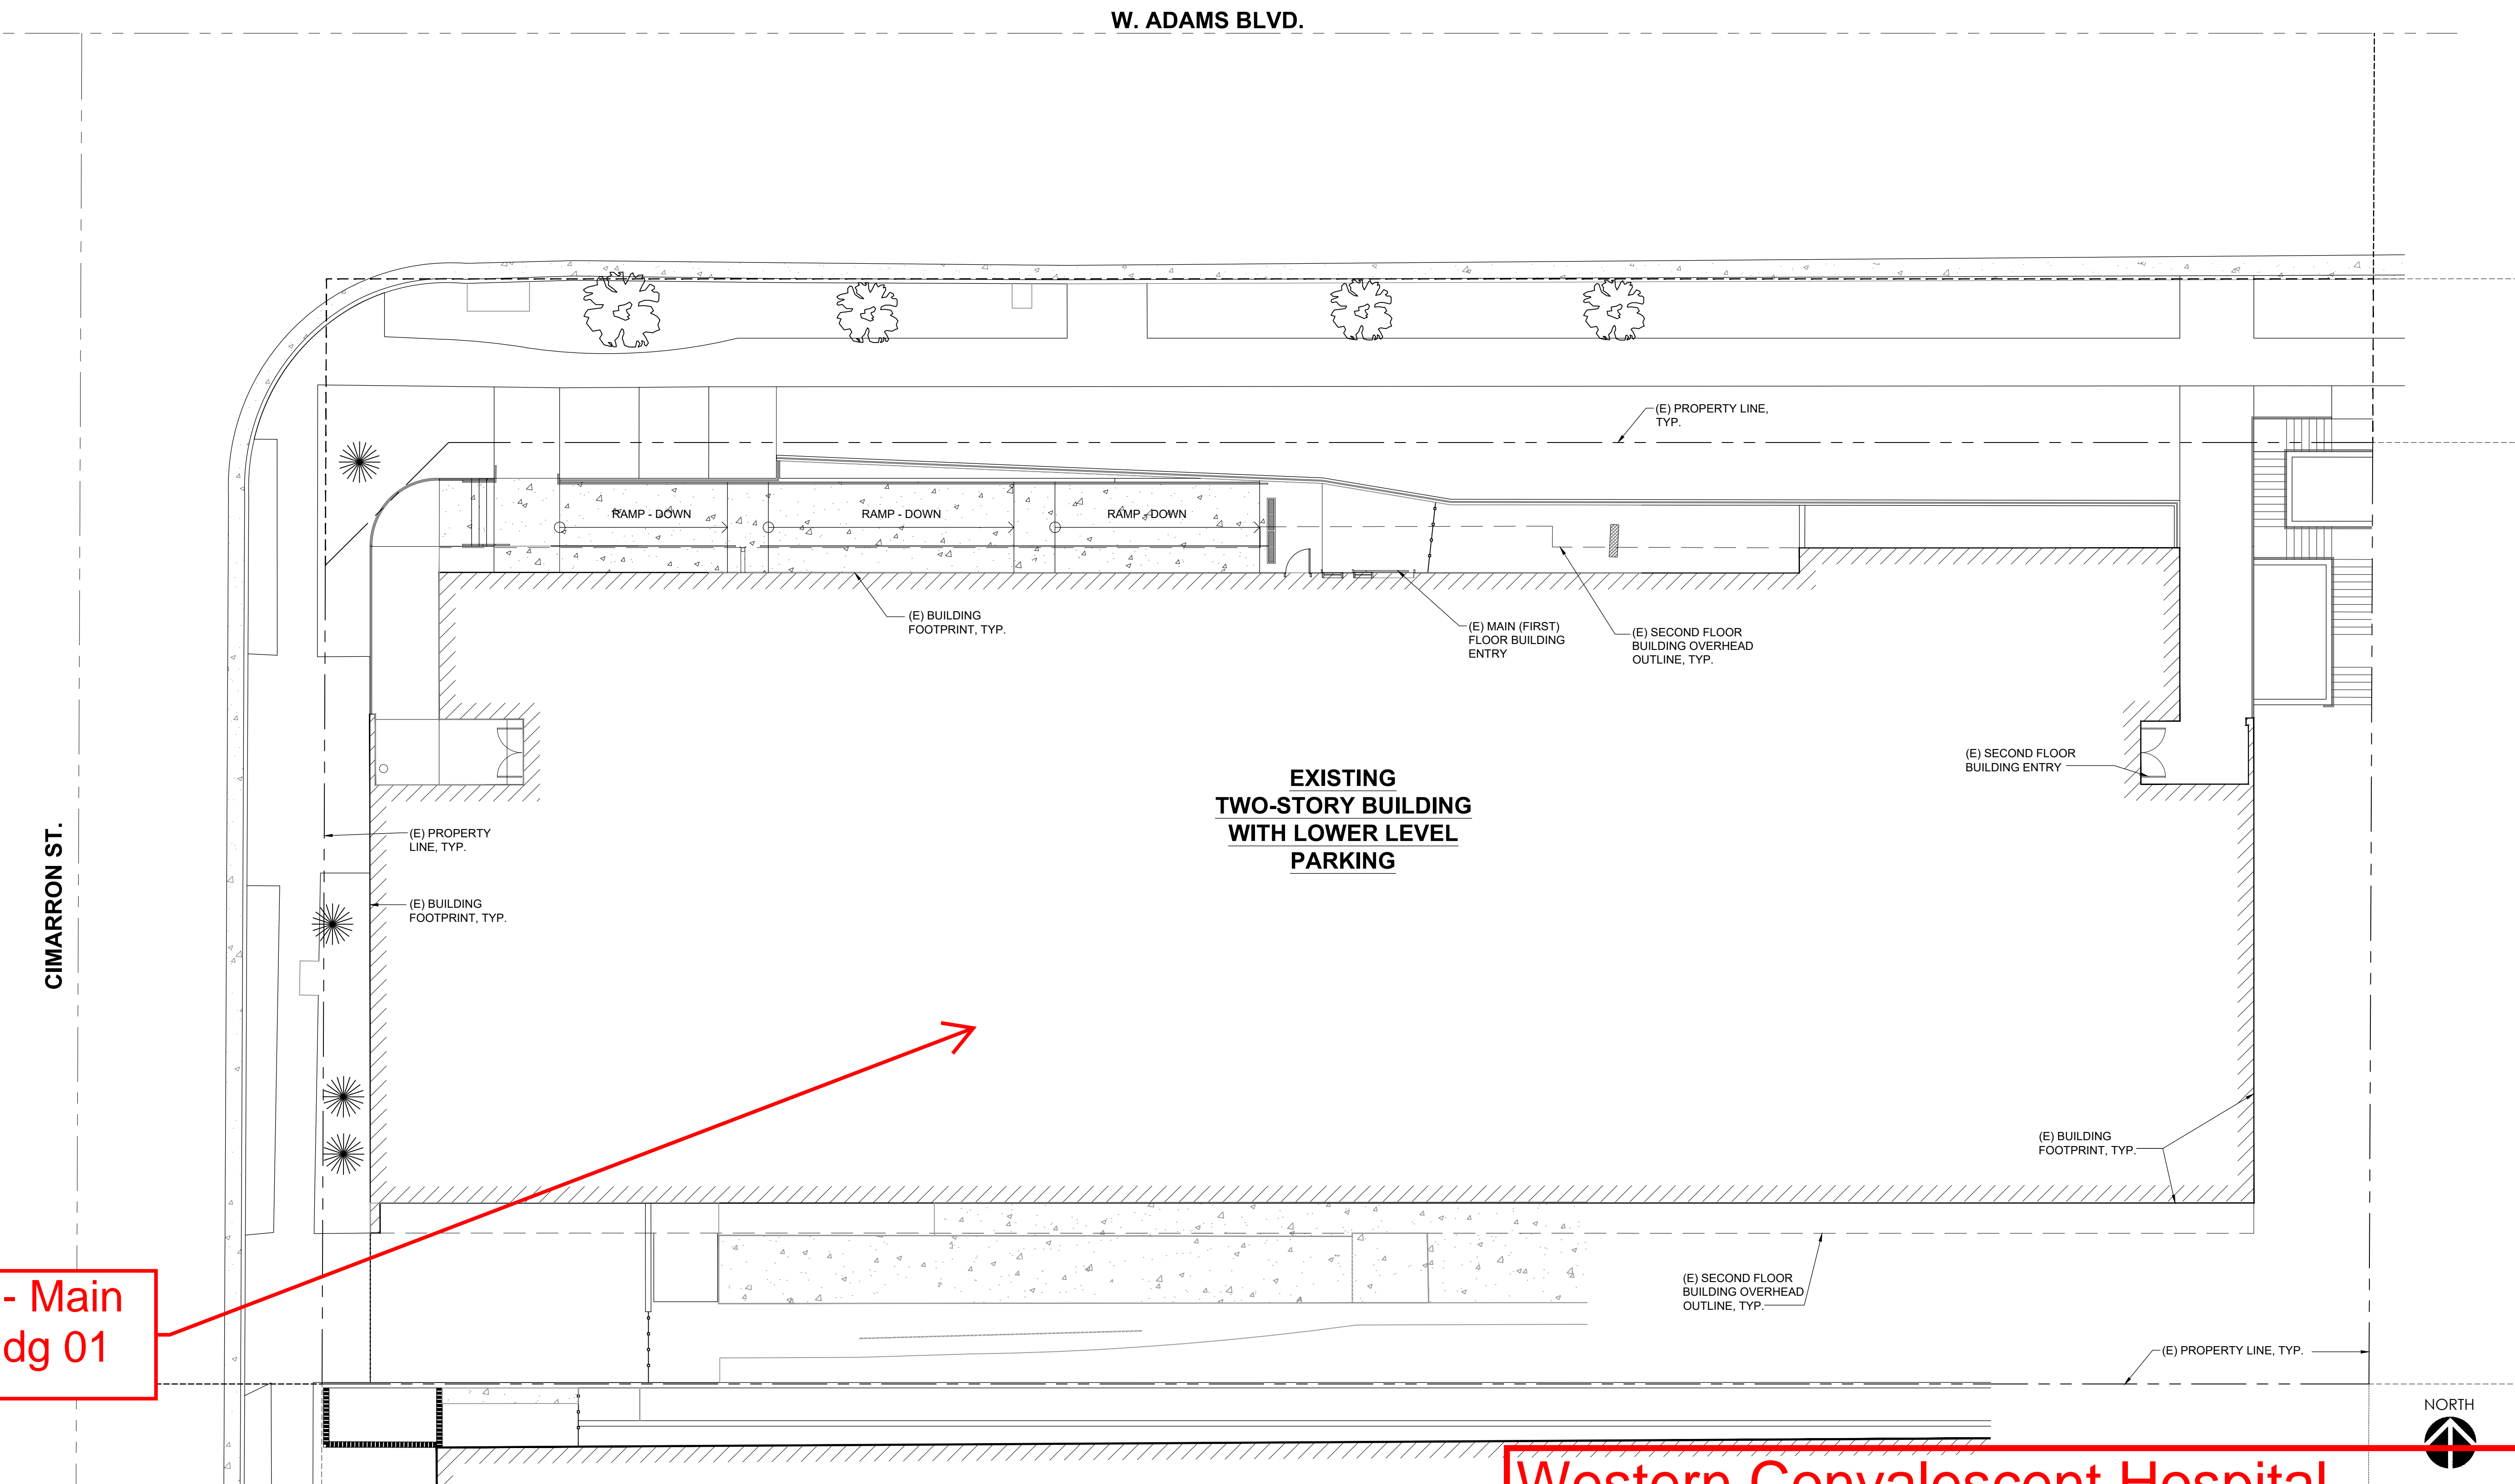 W. ADAMS BLVD.
(E) PROPERTY LINE,
TYP.
RAMP - DOWN
RAMP - DOWN
RAMP - DOWN
(E) BUILDING
FOOTPRINT, TYP.
(E) MAIN (FIRST)
FLOOR BUILDING
ENTRY
(E) SECOND FLOOR
BUILDING OVERHEAD
OUTLINE, TYP.
(E) SECOND FLOOR
BUILDING ENTRY
EXISTING
TWO-STORY BUILDING
WITH LOWER LEVEL
PARKING
CIMARRON ST.
(E) PROPERTY
LINE, TYP.
(E) BUILDING
FOOTPRINT, TYP.
(E) BUILDING
FOOTPRINT, TYP.
- Main
dg 01
(E) SECOND FLOOR
BUILDING OVERHEAD
OUTLINE, TYP.
(E) PROPERTY LINE, TYP.
NORTH
Western Convalescent Hospital